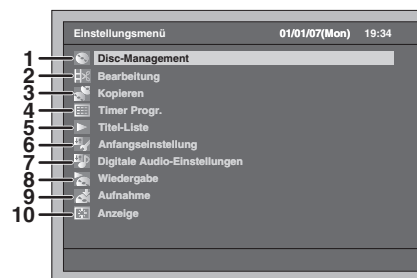 Einstellungsmenü 01/01/07(Mon) 19:34
1 Disc-Management
2 Bearbeitung
3 Kopieren
4 Timer Progr.
5 Titel-Liste
6 Anfangseinstellung
7 Digitale Audio-Einstellungen
8 Wiedergabe
9 Aufnahme
10 Anzeige